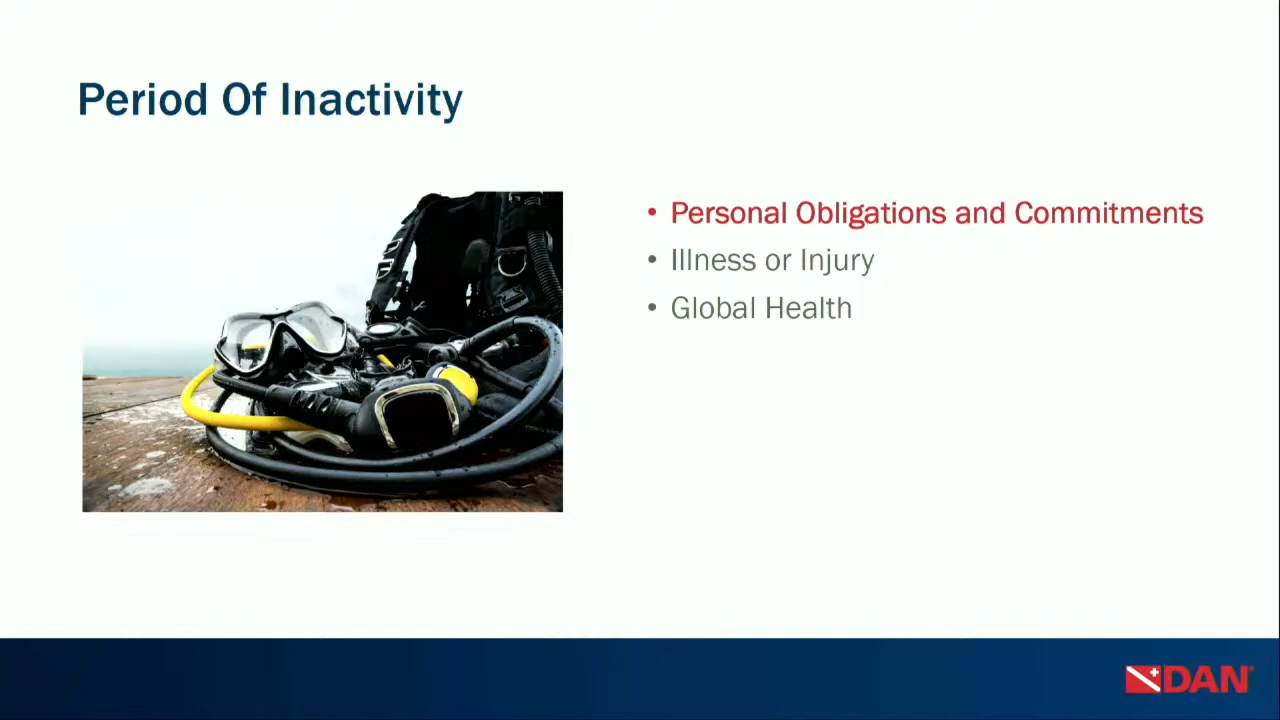 Period Of Inactivity
• Personal Obligations and Commitments
• Illness or Injury
• Global Health
DAN®